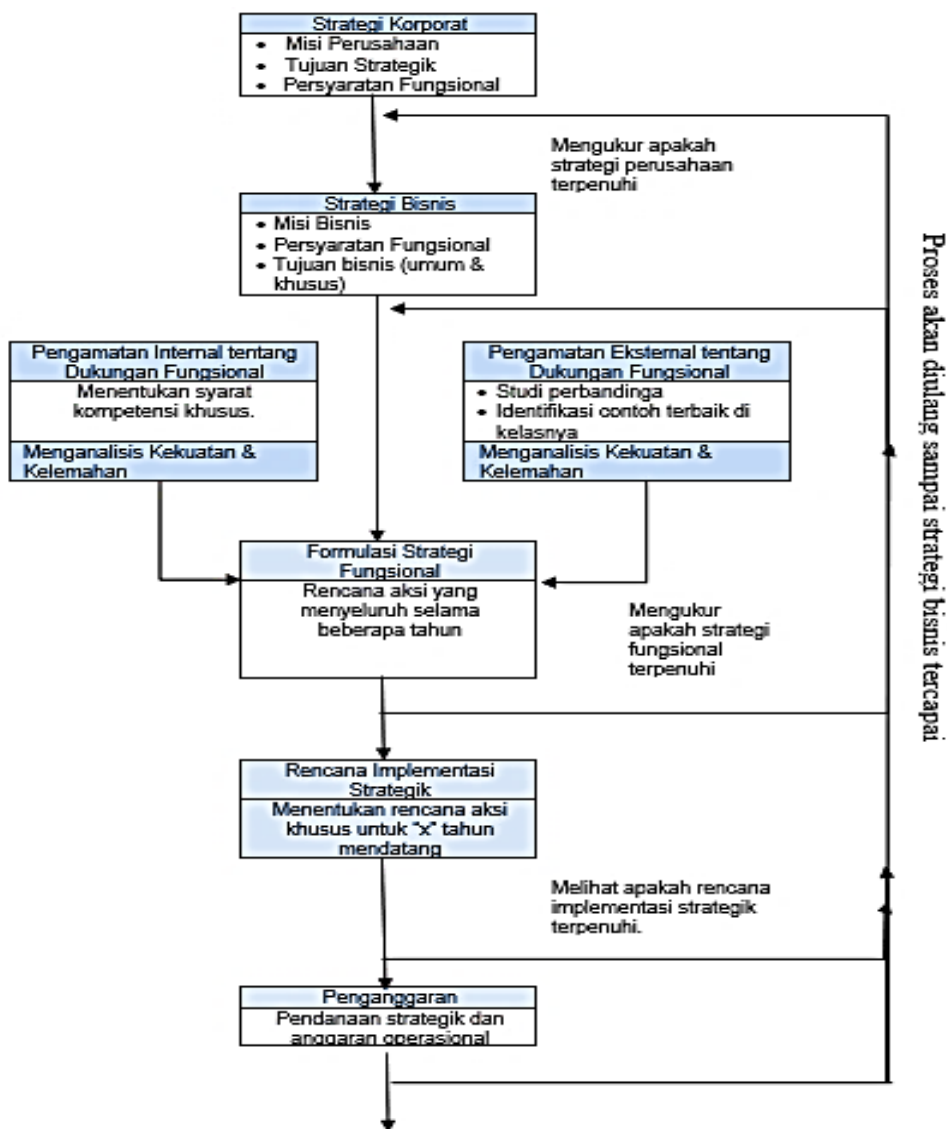 Strategi Korporat
• Misi Perusahaan
• Tujuan Strategik
• Persyaratan Fungsional
Mengukur apakah
strategi perusahaan
terpenuhi
Strategi Bisnis
• Misi Bisnis
• Persyaratan Fungsional
• Tujuan bisnis (umum &
khusus)
Pengamatan Internal tentang
Dukungan Fungsional
Menentukan syarat
kompetensi khusus.
Menganalisis Kekuatan &
Kelemahan
Pengamatan Eksternal tentang
Dukungan Fungsional
• Studi perbandinga
• Identifikasi contoh terbaik di
kelasnya
Menganalisis Kekuatan &
Kelemahan
Formulasi Strategi
Fungsional
Rencana aksi yang
menyeluruh selama
beberapa tahun
Mengukur
apakah strategi
fungsional
terpenuhi
Rencana Implementasi
Strategik
Menentukan rencana aksi
khusus untuk "x" tahun
mendatang
Melihat apakah rencana
implementasi strategik
terpenuhi.
Penganggaran
Pendanaan strategik dan
anggaran operasional
Proses akan diulang sampai strategi bisnis tercapai